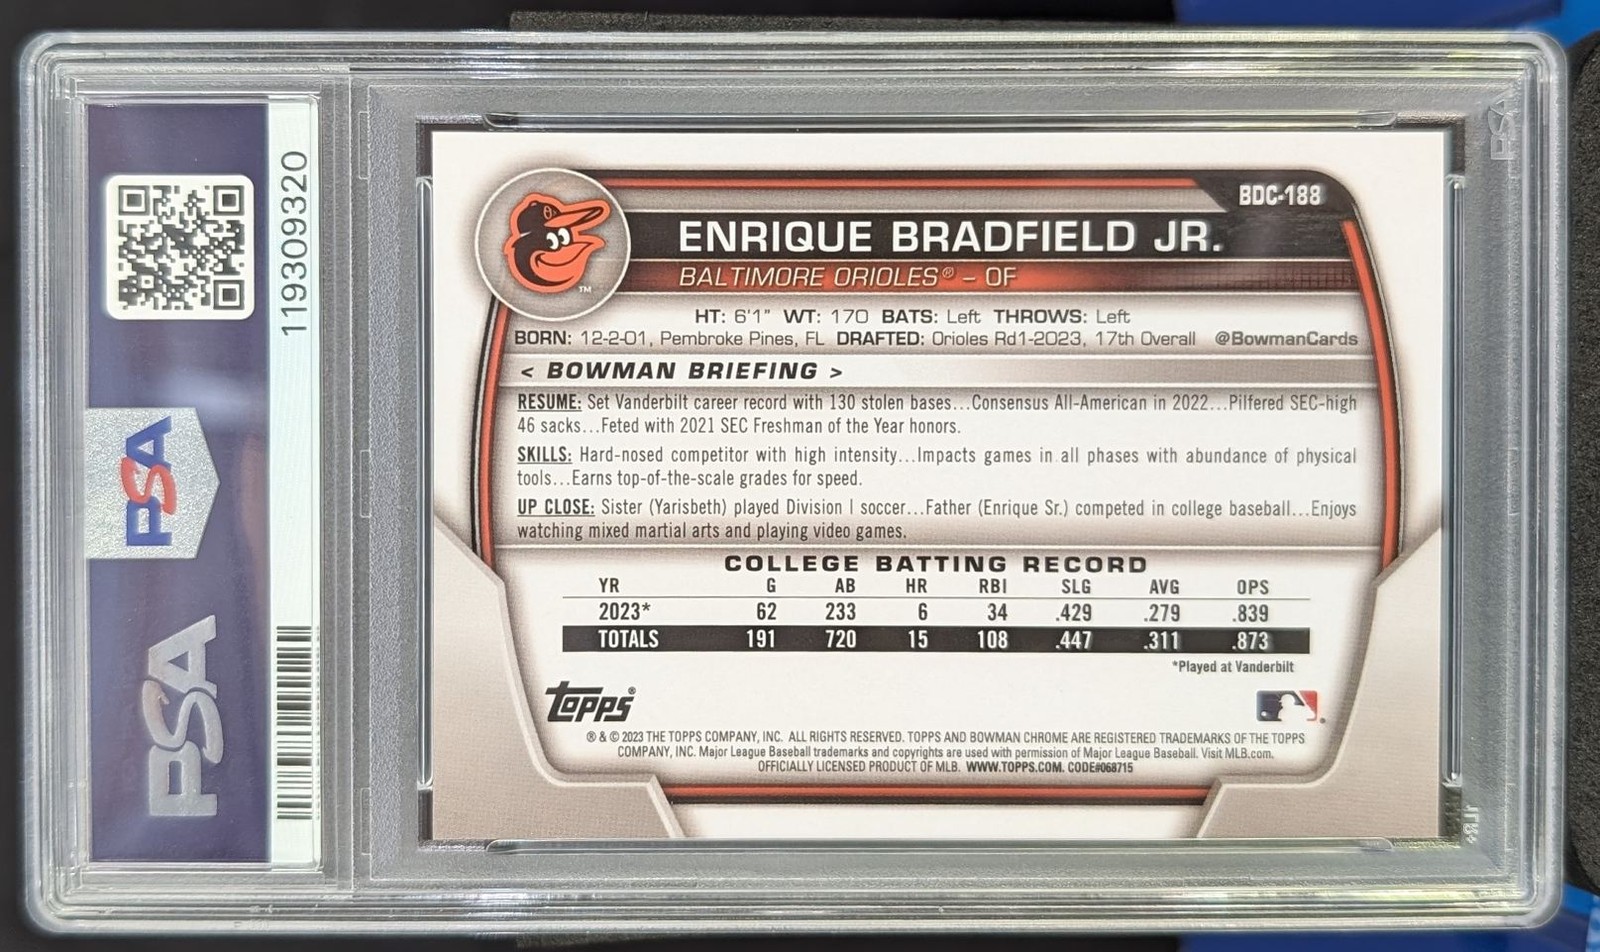 119309320
PSA
PSA
BDC-188
ENRIQUE BRADFIELD JR.
BALTIMORE ORIOLES® – OF
™
HT: 6'1" WT: 170 BATS: Left THROWS: Left
BORN: 12-2-01, Pembroke Pines, FL DRAFTED: Orioles Rd1-2023, 17th Overall @BowmanCards
< BOWMAN BRIEFING >
RESUME: Set Vanderbilt career record with 130 stolen bases...Consensus All-American in 2022...Pilfered SEC-high
46 sacks...Feted with 2021 SEC Freshman of the Year honors.
SKILLS: Hard-nosed competitor with high intensity...Impacts games in all phases with abundance of physical
tools...Earns top-of-the-scale grades for speed.
UP CLOSE: Sister (Yarisbeth) played Division I soccer...Father (Enrique Sr.) competed in college baseball...Enjoys
watching mixed martial arts and playing video games.
COLLEGE BATTING RECORD
YR G AB HR RBI SLG AVG OPS
2023* 62 233 6 34 .429 .279 .839
TOTALS 191 720 15 108 .447 .311 .873
*Played at Vanderbilt
Topps®
® & © 2023 THE TOPPS COMPANY, INC. ALL RIGHTS RESERVED. TOPPS AND BOWMAN CHROME ARE REGISTERED TRADEMARKS OF THE TOPPS
COMPANY, INC. Major League Baseball trademarks and copyrights are used with permission of Major League Baseball. Visit MLB.com.
OFFICIALLY LICENSED PRODUCT OF MLB. WWW.TOPPS.COM. CODE#068715
PSA